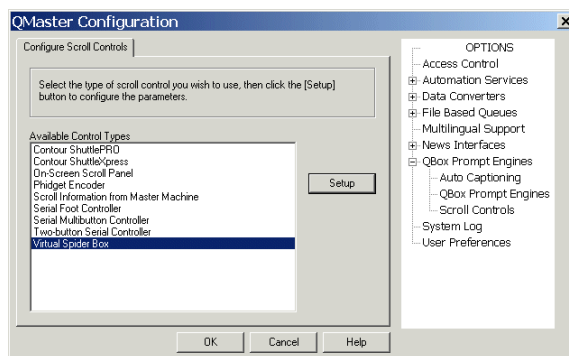 QMaster Configuration
Configure Scroll Controls
Select the type of scroll control you wish to use, then click the [Setup]
button to configure the parameters.
Available Control Types
Contour ShuttlePRO
Contour ShuttleXpress
On-Screen Scroll Panel
Phidget Encoder
Scroll Information from Master Machine
Serial Foot Controller
Serial Multibutton Controller
Two-button Serial Controller
Virtual Spider Box
Setup
OK
Cancel
Help
OPTIONS
Access Control
Automation Services
Data Converters
File Based Queues
Multilingual Support
News Interfaces
QBox Prompt Engines
Auto Captioning
QBox Prompt Engines
Scroll Controls
System Log
User Preferences